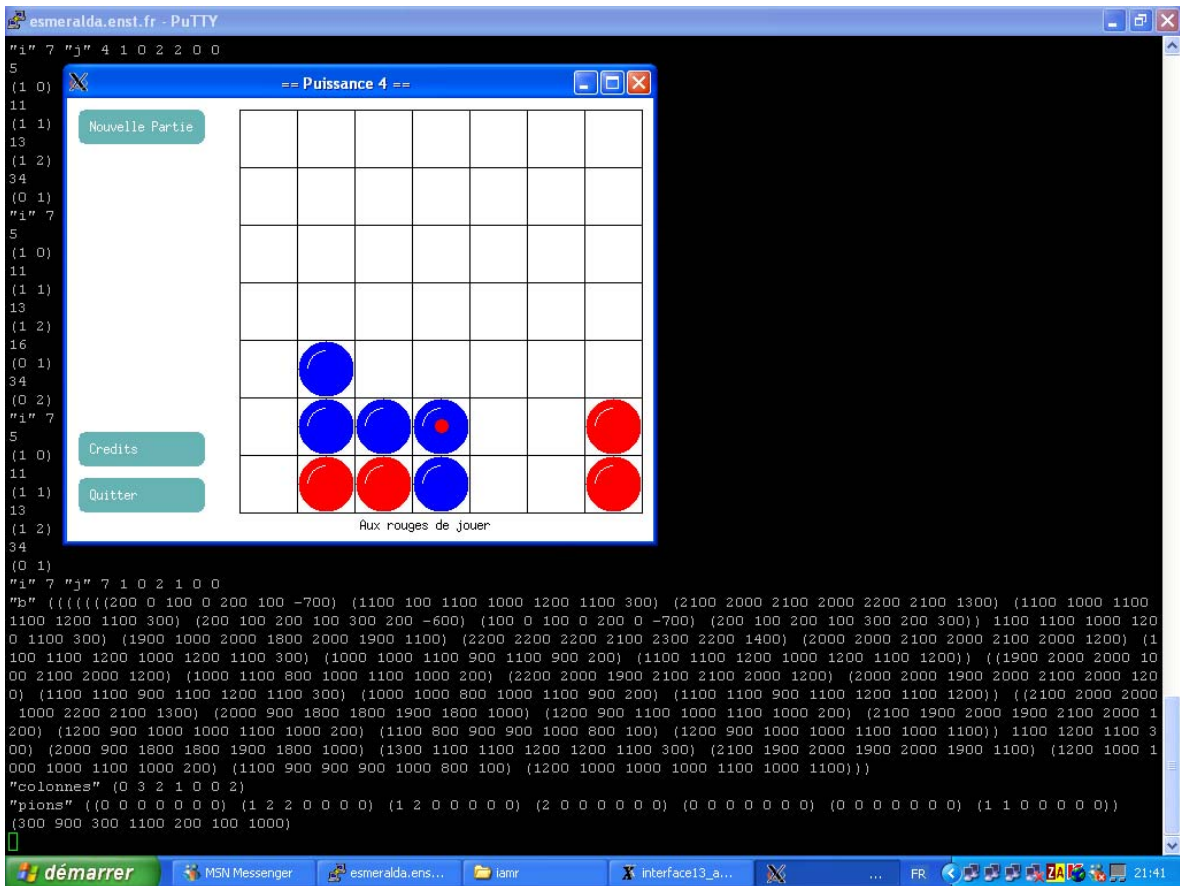 esmeralda.enst.fr - PuTTY
"i" 7 "j" 4 1 0 2 2 0 0
5
(1 0)
11
(1 1)
13
(1 2)
34
(0 1)
"i" 7
5
(1 0)
11
(1 1)
13
(1 2)
16
(0 1)
34
(0 2)
"i" 7
5
(1 0)
11
(1 1)
13
(1 2)
34
(0 1)
== Puissance 4 ==
Nouvelle Partie
Credits
Quitter
Aux rouges de jouer
"i" 7 "j" 7 1 0 2 1 0 0
"b" (((((((200 0 100 0 200 100 -700) (1100 100 1100 1000 1200 1100 300) (2100 2000 2100 2000 2200 2100 1300) (1100 1000 1100
1100 1200 1100 300) (200 100 200 100 300 200 -600) (100 0 100 0 200 0 -700) (200 100 200 100 300 200 300)) 1100 1100 1000 120
0 1100 300) (1900 1000 2000 1800 2000 1900 1100) (2200 2200 2200 2100 2300 2200 1400) (2000 2000 2100 2000 2100 2000 1200) (1
100 1100 1200 1000 1200 1100 300) (1000 1000 1100 900 1100 900 200) (1100 1100 1200 1000 1200 1100 1200)) ((1900 2000 2000 10
00 2100 2000 1200) (1000 1100 800 1000 1100 1000 200) (2200 2000 1900 2100 2100 2000 1200) (2000 2000 1900 2000 2100 2000 120
0) (1100 1100 900 1100 1200 1100 300) (1000 1000 800 1000 1100 900 200) (1100 1100 900 1100 1200 1100 1200)) ((2100 2000 2000
1000 2200 2100 1300) (2000 900 1800 1800 1900 1800 1000) (1200 900 1100 1000 1100 1000 200) (2100 1900 2000 1900 2100 2000 1
200) (1200 900 1000 1000 1100 1000 200) (1100 800 900 900 1000 800 100) (1200 900 1000 1000 1100 1000 1100)) 1100 1200 1100 3
00) (2000 900 1800 1800 1900 1800 1000) (1300 1100 1100 1200 1200 1100 300) (2100 1900 2000 1900 2000 1900 1100) (1200 1000 1
000 1000 1100 1000 200) (1100 900 900 900 1000 800 100) (1200 1000 1000 1000 1100 1000 1100)))
"colonnes" (0 3 2 1 0 0 2)
"pions" ((0 0 0 0 0 0 0) (1 2 2 0 0 0 0) (1 2 0 0 0 0 0) (2 0 0 0 0 0 0) (0 0 0 0 0 0 0) (0 0 0 0 0 0 0) (1 1 0 0 0 0 0))
(300 900 300 1100 200 100 1000)
démarrer
MSN Messenger
esmeralda.ens...
iamr
interface13_a...
...
FR
ZA
21:41